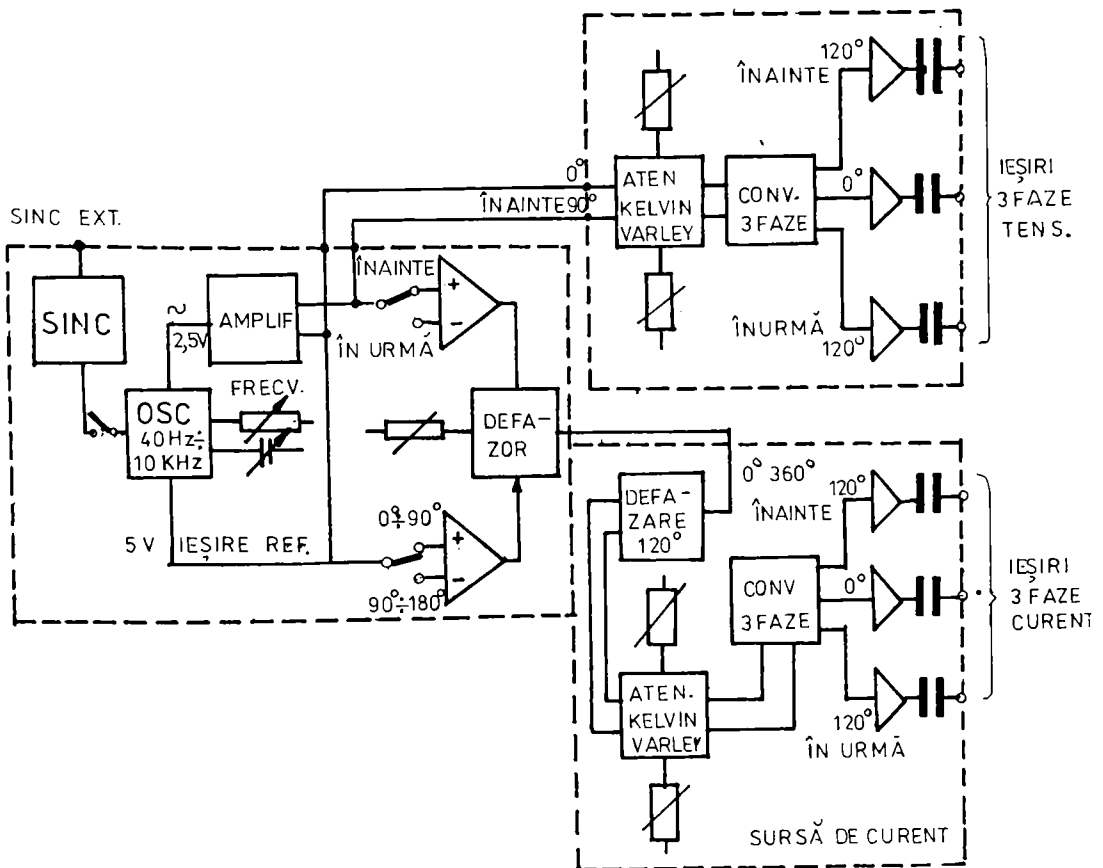 120°
ÎNAINTE
0°
ATEN
KELVIN
VARLEY
CONV.
3 FAZE
0°
IEȘIRI
3 FAZE
TENS.
ÎNAINTE 90°
SINC EXT.
ÎNAINTE
+
−
SINC
~
2,5V
AMPLIF
ÎN URMĂ
ÎNURMĂ
120°
FRECV.
OSC
40Hz÷
10KHz
DEFA-
ZOR
0° 360°
DEFA-
ZARE
120°
120°
ÎNAINTE
5V IEȘIRE REF.
0°÷90°
+
−
90°÷180°
CONV
3 FAZE
0°
IEȘIRI
3 FAZE
CURENT
ATEN.
KELVIN
VARLEY
120°
ÎN URMĂ
SURSĂ DE CURENT